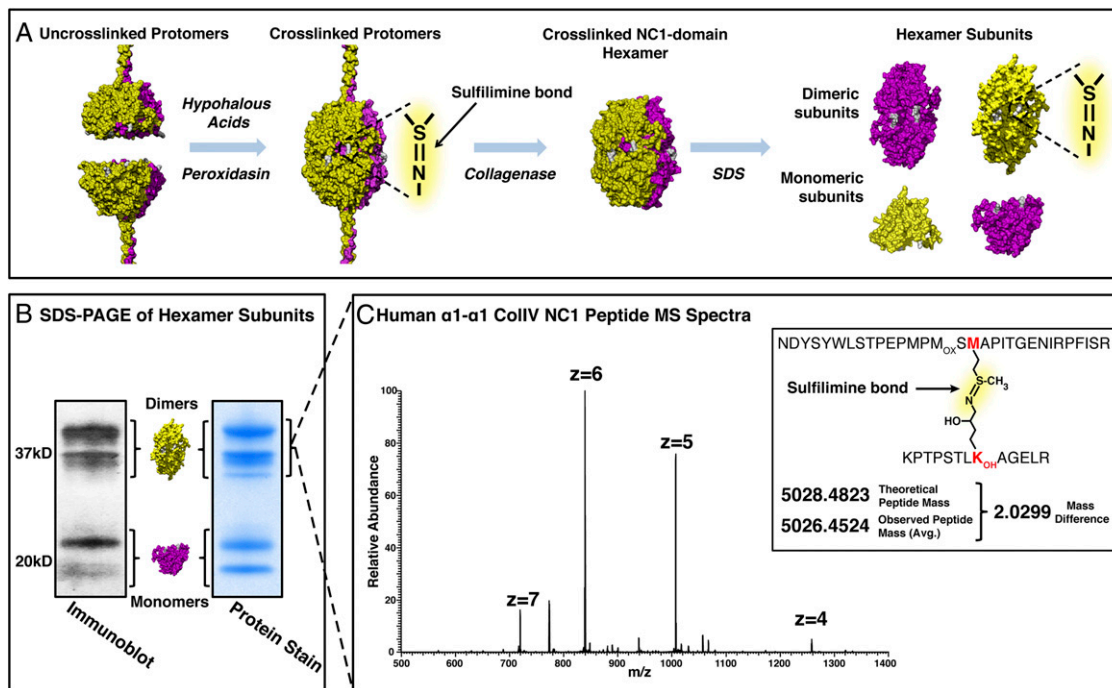 A
Uncrosslinked Protomers
Hypohalous
Acids
Peroxidasin
Crosslinked Protomers
Sulfilimine bond
S
N
Collagenase
Crosslinked NC1-domain
Hexamer
SDS
Hexamer Subunits
Dimeric
subunits
Monomeric
subunits
S
N
B SDS-PAGE of Hexamer Subunits
Dimers
37kD
20kD
Monomers
Immunoblot
Protein Stain
C Human α1-α1 ColIV NC1 Peptide MS Spectra
Relative Abundance
100
80
60
40
20
0
z=7
z=6
z=5
z=4
500 600 700 800 900 1000 1100 1200 1300 1400
m/z
NDYSYWLSTPEPMPMOXSMAPITGENIRPFISR
Sulfilimine bond
S-CH3
N
HO
KPTPSTLKOHAGELR
5028.4823 Theoretical Peptide Mass
5026.4524 Observed Peptide Mass (Avg.)
2.0299 Mass Difference